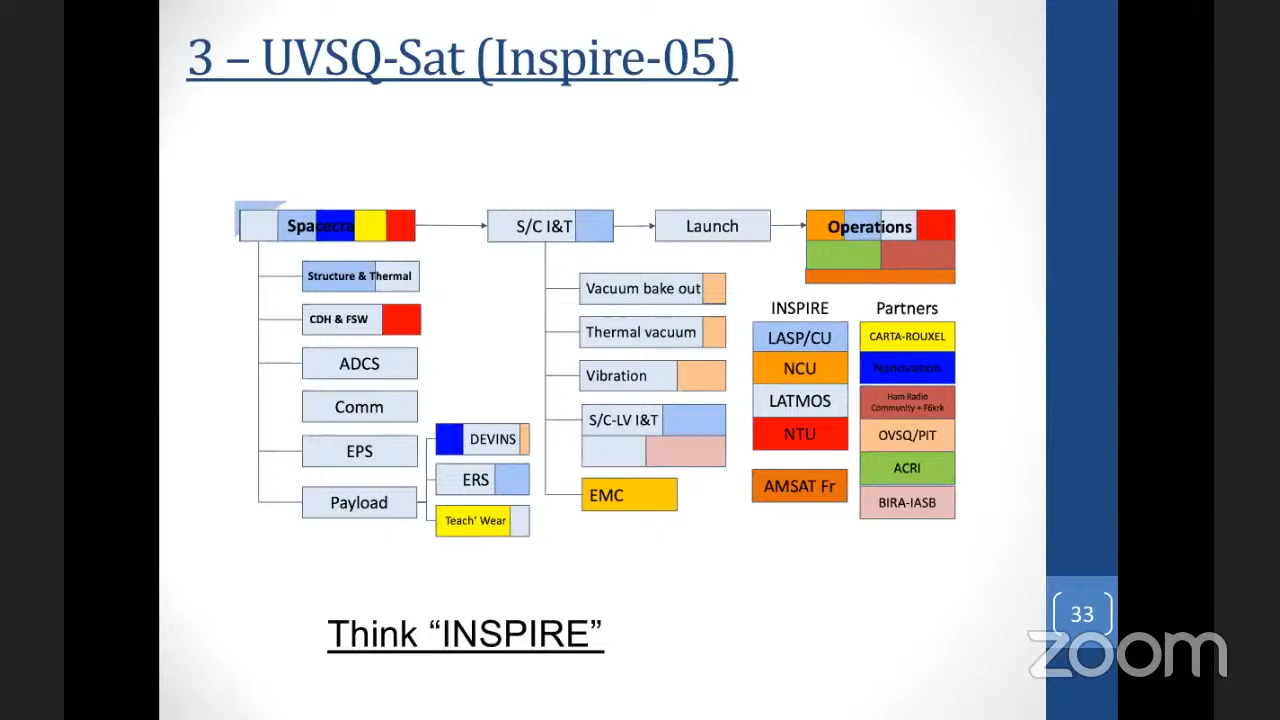 3 – UVSQ-Sat (Inspire-05)
Spacecra
S/C I&T
Launch
Operations
Structure & Thermal
CDH & FSW
ADCS
Comm
EPS
Payload
DEVINS
ERS
Teach' Wear
Vacuum bake out
Thermal vacuum
Vibration
S/C-LV I&T
EMC
INSPIRE
LASP/CU
NCU
LATMOS
NTU
AMSAT Fr
Partners
CARTA-ROUXEL
Nanovation
Ham Radio
Community + F6krk
OVSQ/PIT
ACRI
BIRA-IASB
Think “INSPIRE”
33
zoom